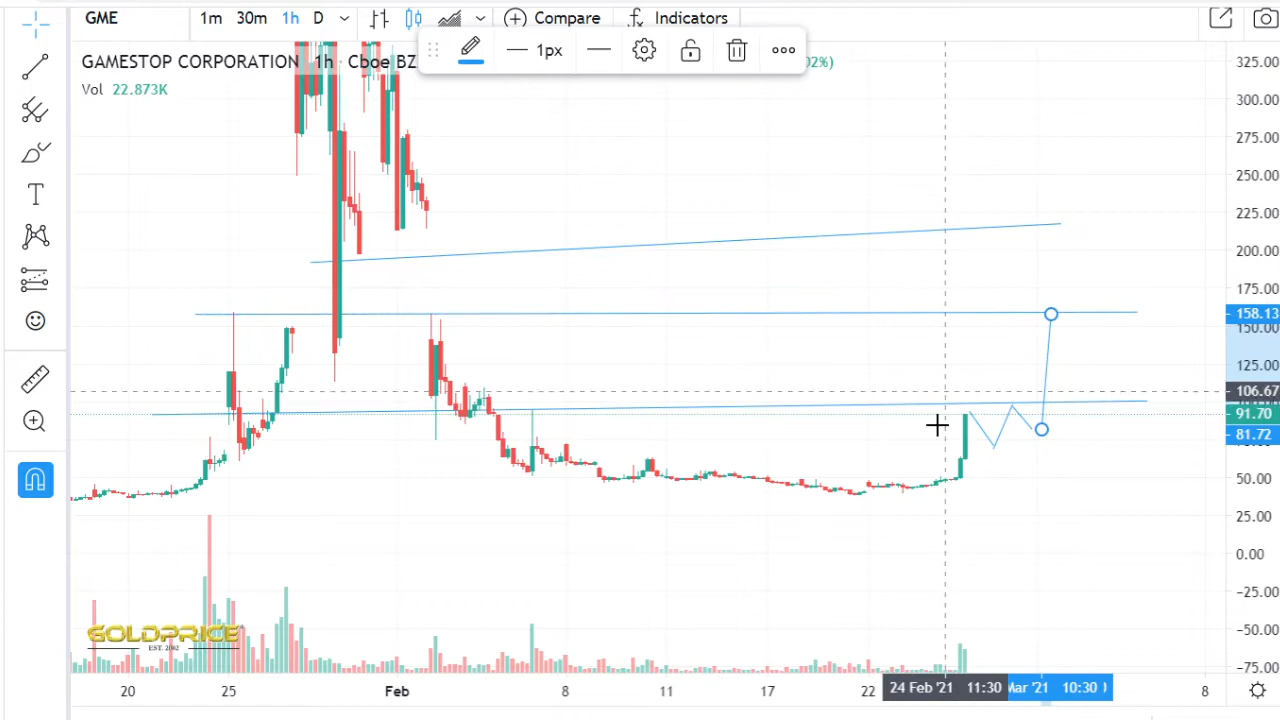 GME 1m 30m 1h D Compare Indicators
1px
GAMESTOP CORPORATION 1h · Cboe BZ
Vol 22.873K
325.00
300.00
275.00
250.00
225.00
200.00
175.00
158.13
150.00
125.00
106.67
91.70
81.72
50.00
25.00
0.00
−25.00
−50.00
−75.00
GOLDPRICE
EST. 2002
20 25 Feb 8 11 17 22 24 Feb '21 11:30 Mar '21 10:30 8